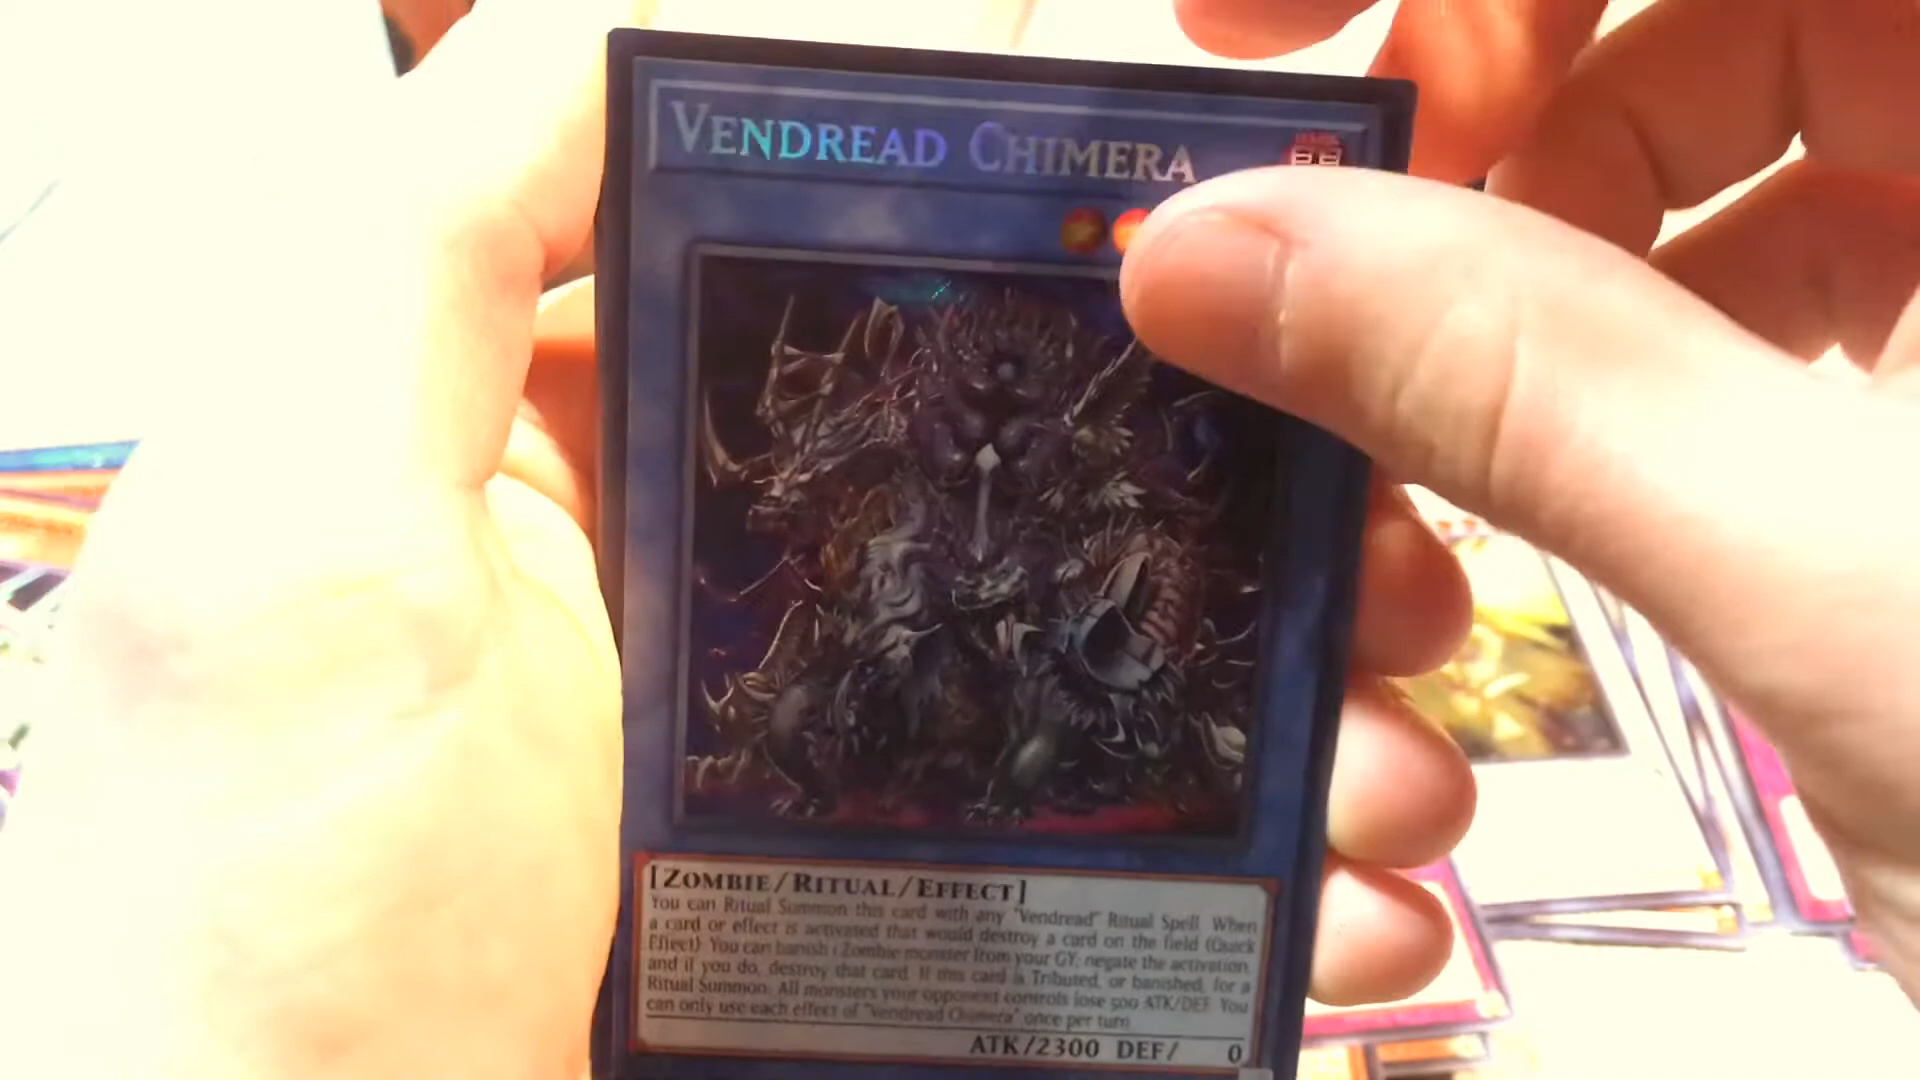 VENDREAD CHIMERA
[ZOMBIE/RITUAL/EFFECT]
You can Ritual Summon this card with any "Vendread" Ritual Spell. When
a card or effect is activated that would destroy a card on the field (Quick
Effect): You can banish 1 Zombie monster from your GY; negate the activation,
and if you do, destroy that card. If this card is Tributed, or banished, for a
Ritual Summon: All monsters your opponent controls lose 500 ATK/DEF. You
can only use each effect of "Vendread Chimera" once per turn.
ATK/2300 DEF/ 0